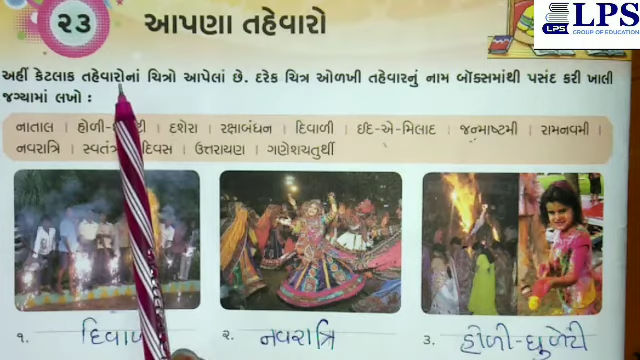 ૨૩ આપણા તહેવારો
LPS
LPS
GROUP OF EDUCATION
અહીં કેટલાક તહેવારોનાં ચિત્રો આપેલાં છે. દરેક ચિત્ર ઓળખી તહેવારનું નામ બૉક્સમાંથી પસંદ કરી ખાલી
જગ્યામાં લખો :
નાતાલ | હોળી- | દશેરા | રક્ષાબંધન | દિવાળી | ઈદ-એ-મિલાદ | જન્માષ્ટમી | રામનવમી |
નવરાત્રિ | દિવસ | ઉત્તરાયણ | ગણેશચતુર્થી
૧. ૨. નવરાત્રિ ૩. હોળી-ધૂળેટી